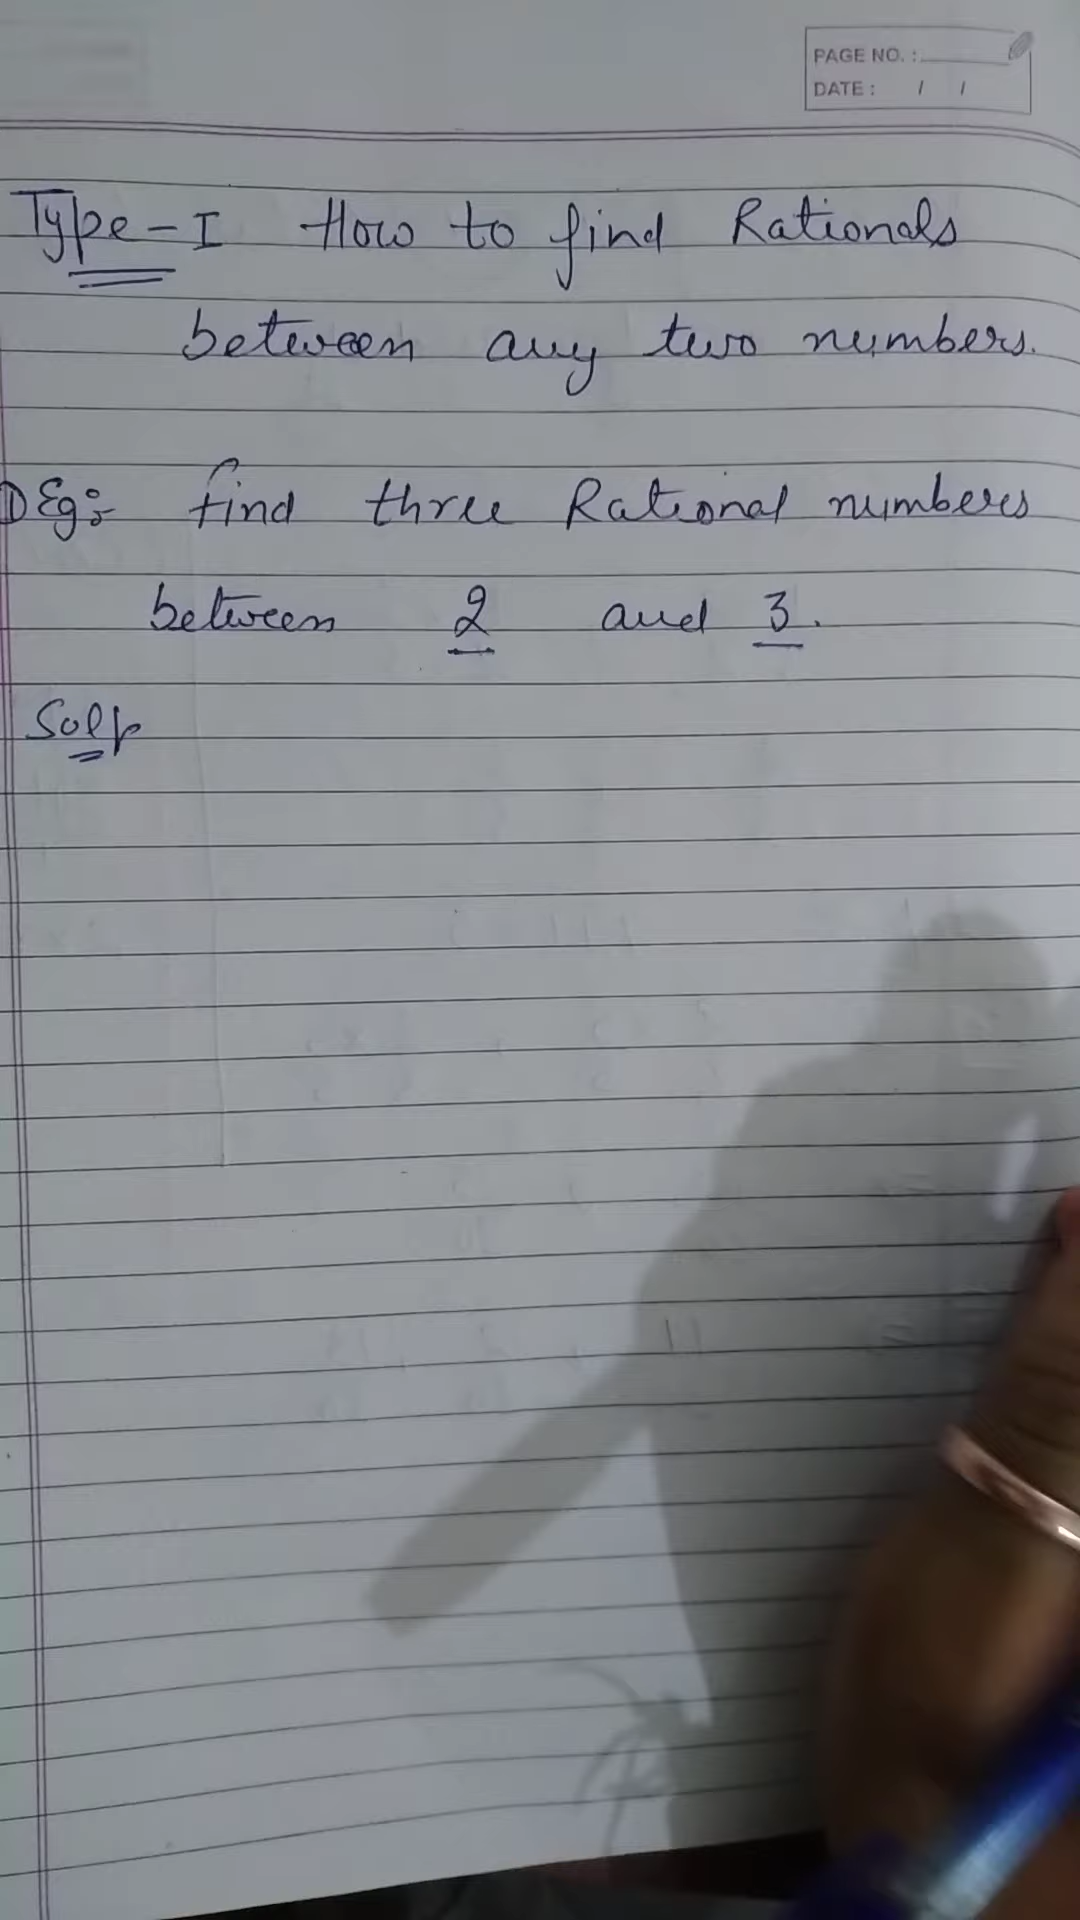 PAGE NO. :
DATE : / /
Type-I How to find Rationals
between any two numbers.
① Eg:- find three Rational numbers
between 2 and 3.
Soln